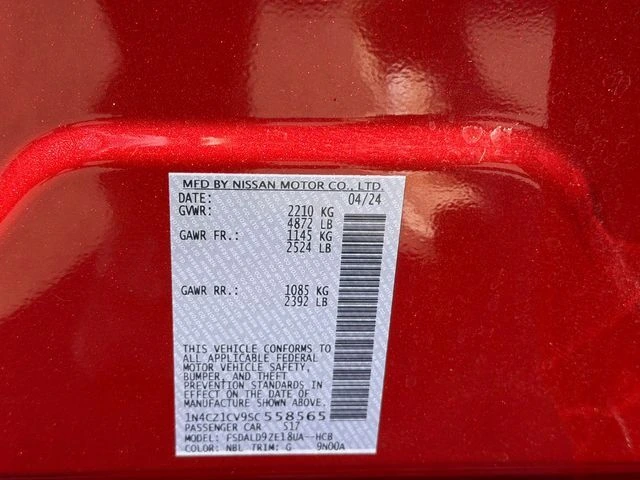 MFD BY NISSAN MOTOR CO., LTD.
DATE: 04/24
GVWR: 2210 KG
4872 LB
GAWR FR.: 1145 KG
2524 LB
GAWR RR.: 1085 KG
2392 LB
THIS VEHICLE CONFORMS TO
ALL APPLICABLE FEDERAL
MOTOR VEHICLE SAFETY,
BUMPER, AND THEFT
PREVENTION STANDARDS
IN EFFECT ON THE DATE OF
MANUFACTURE SHOWN ABOVE.
1N4CZ1CV9SC558565
PASSENGER CAR 517
MODEL: FSDALD9ZE18UA--HCB
COLOR: NBL TRIM: G 9N00A